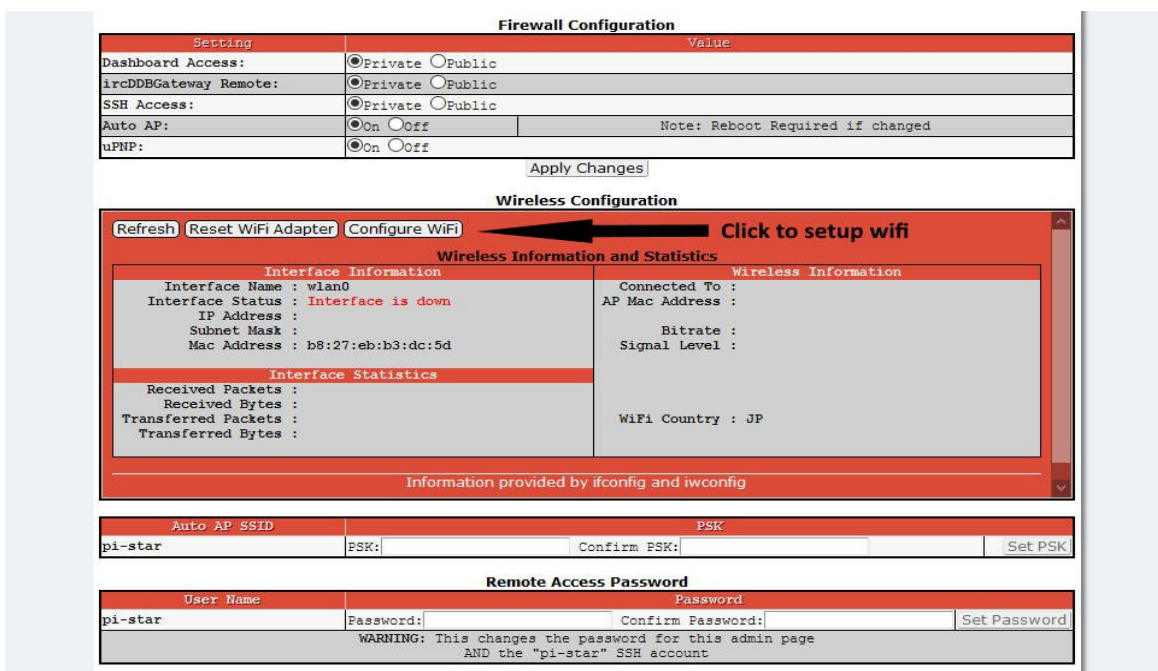 Firewall Configuration
Setting Value
Dashboard Access: Private Public
ircDDBGateway Remote: Private Public
SSH Access: Private Public
Auto AP: On Off Note: Reboot Required if changed
uPNP: On Off
Apply Changes
Wireless Configuration
Refresh Reset WiFi Adapter Configure WiFi Click to setup wifi
Wireless Information and Statistics
Interface Information Wireless Information
Interface Name : wlan0 Connected To :
Interface Status : Interface is down AP Mac Address :
IP Address :
Subnet Mask : Bitrate :
Mac Address : b8:27:eb:b3:dc:5d Signal Level :
Interface Statistics
Received Packets :
Received Bytes :
Transferred Packets : WiFi Country : JP
Transferred Bytes :
Information provided by ifconfig and iwconfig
Auto AP SSID PSK
pi-star PSK: Confirm PSK: Set PSK
Remote Access Password
User Name Password
pi-star Password: Confirm Password: Set Password
WARNING: This changes the password for this admin page
AND the "pi-star" SSH account